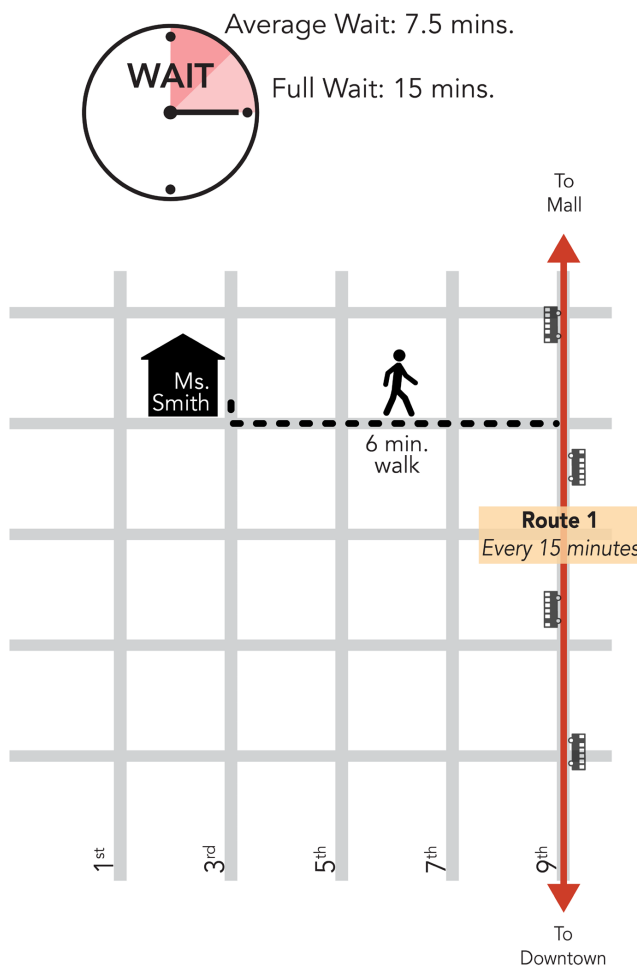 Average Wait: 7.5 mins.
WAIT
Full Wait: 15 mins.
To
Mall
Ms.
Smith
6 min.
walk
Route 1
Every 15 minutes
1st
3rd
5th
7th
9th
To
Downtown